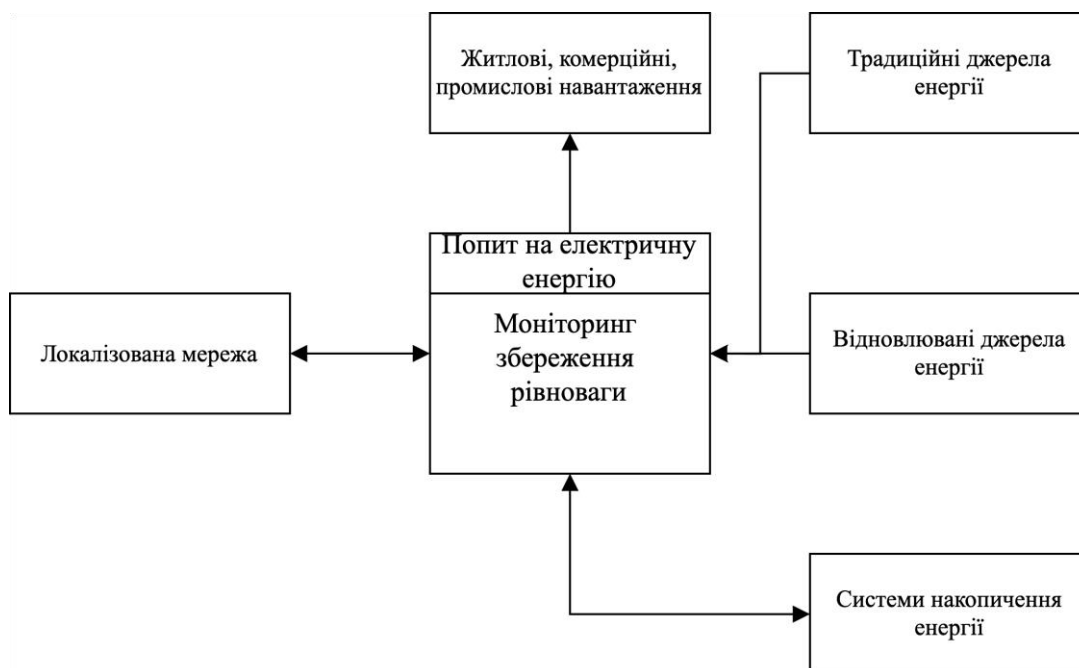 Житлові, комерційні,
промислові навантаження
Традиційні джерела
енергії
Попит на електричну
енергію
Моніторинг
збереження
рівноваги
Локалізована мережа
Відновлювані джерела
енергії
Системи накопичення
енергії